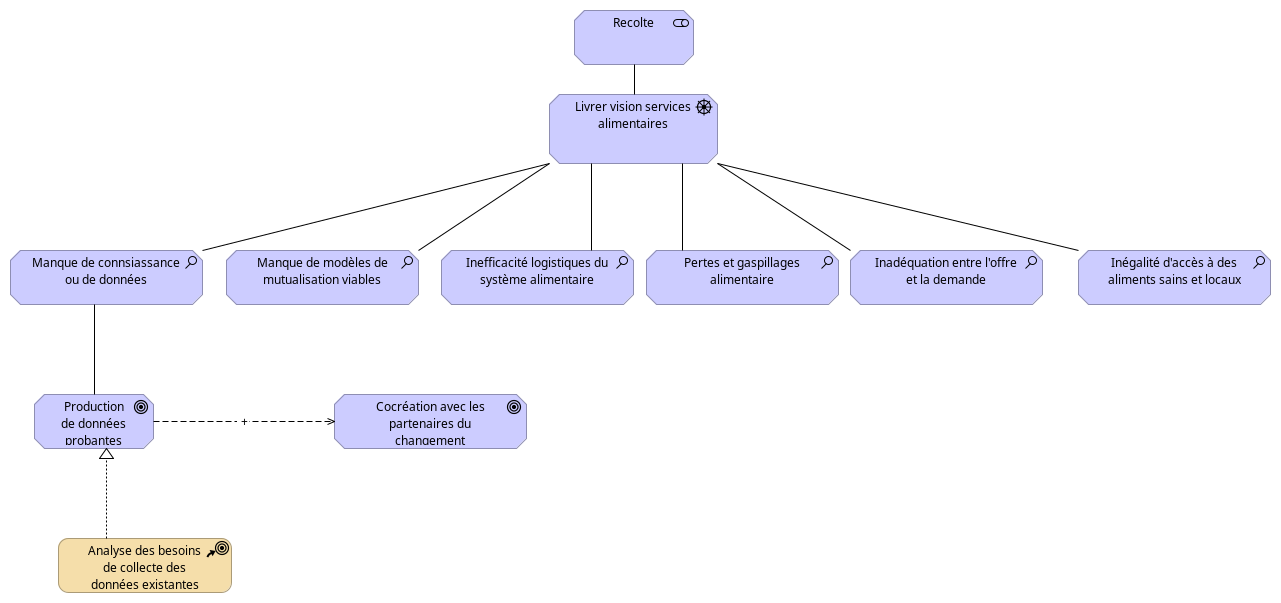 Recolte
Livrer vision services
alimentaires
Manque de connsiassance
ou de données
Manque de modèles de
mutualisation viables
Inefficacité logistiques du
système alimentaire
Pertes et gaspillages
alimentaire
Inadéquation entre l'offre
et la demande
Inégalité d'accès à des
aliments sains et locaux
Production
de données
probantes
+
Cocréation avec les
partenaires du
changement
Analyse des besoins
de collecte des
données existantes